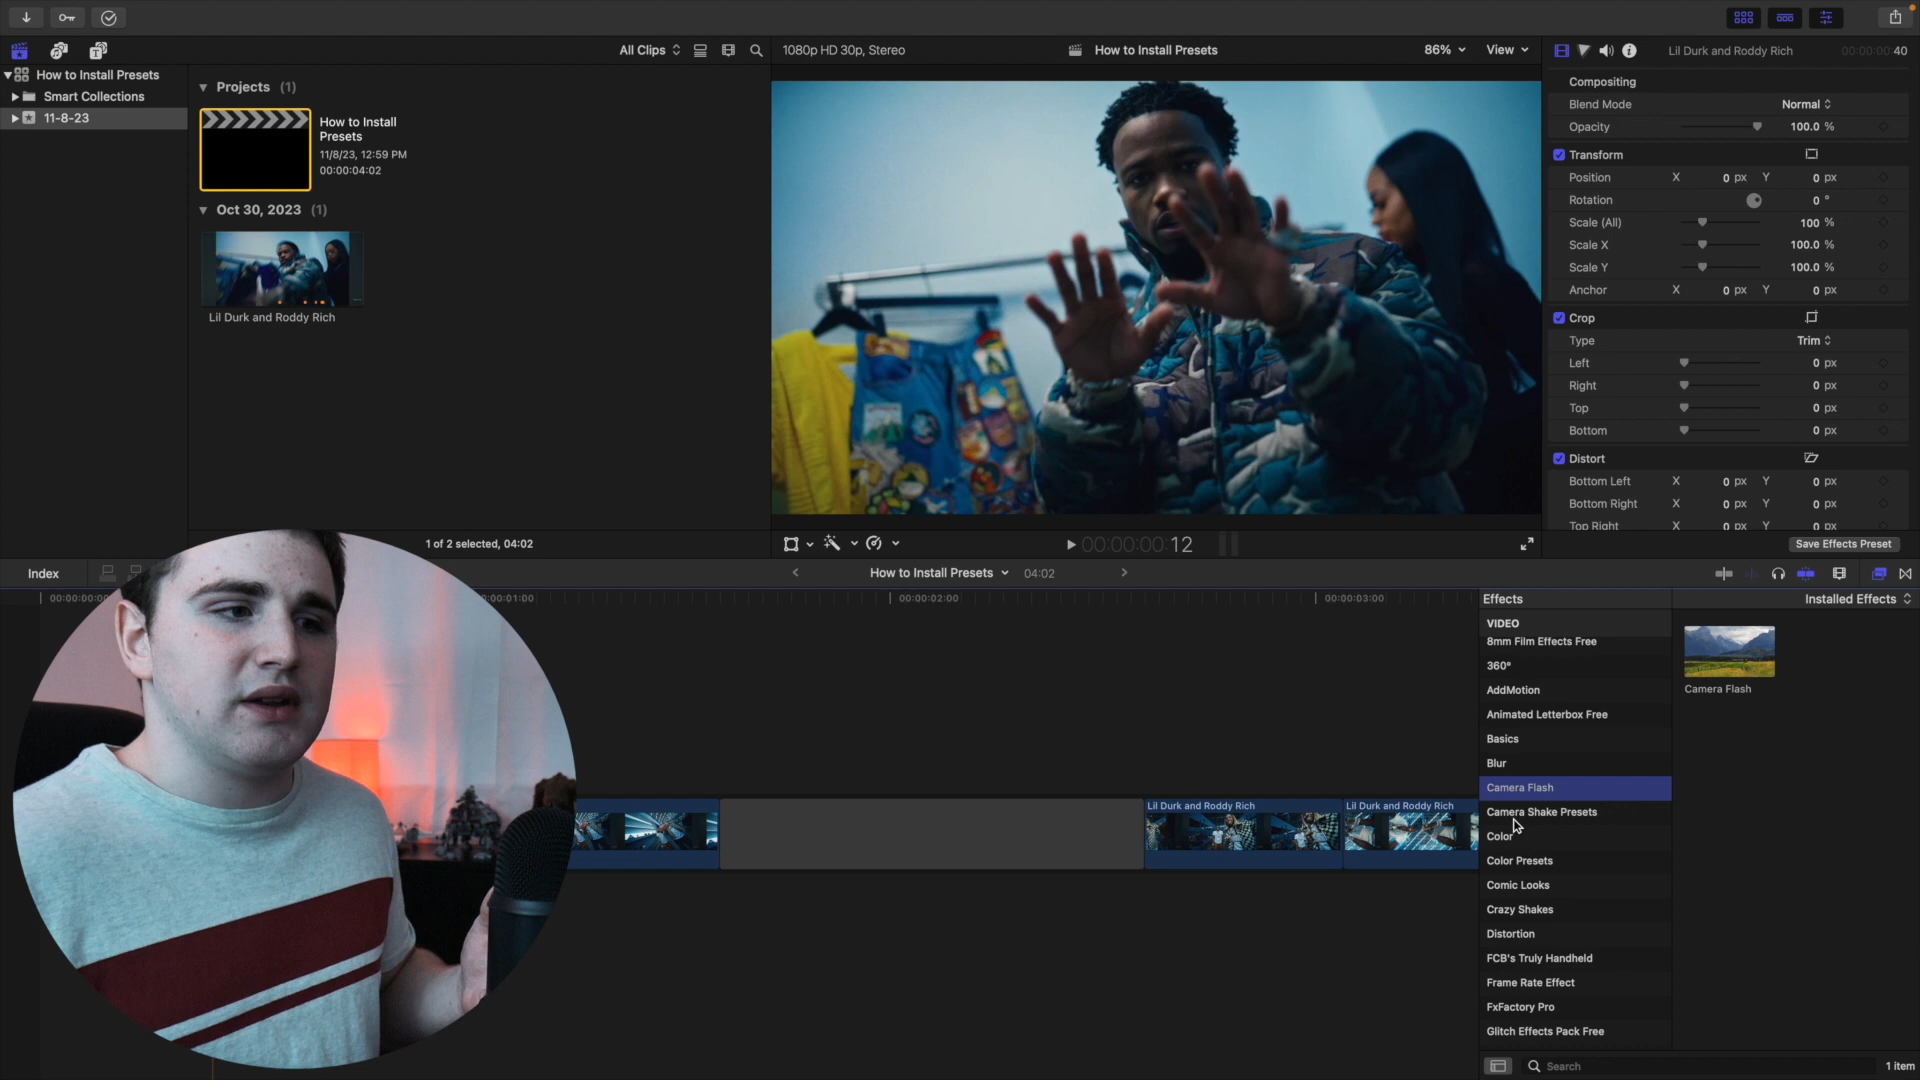 All Clips
1080p HD 30p, Stereo
How to Install Presets
86%
View
Lil Durk and Roddy Rich
00:00:00:40
How to Install Presets
Smart Collections
11-8-23
Projects (1)
How to Install
Presets
11/8/23, 12:59 PM
00:00:04:02
Oct 30, 2023 (1)
Lil Durk and Roddy Rich
1 of 2 selected, 04:02
00:00:00:12
Compositing
Blend Mode Normal
Opacity 100.0 %
Transform
Position X 0 px Y 0 px
Rotation 0 °
Scale (All) 100 %
Scale X 100.0 %
Scale Y 100.0 %
Anchor X 0 px Y 0 px
Crop
Type Trim
Left 0 px
Right 0 px
Top 0 px
Bottom 0 px
Distort
Bottom Left X 0 px Y 0 px
Bottom Right X 0 px Y 0 px
Top Right X 0 px Y 0 px
Save Effects Preset
Index
How to Install Presets
04:02
00:00:02:00
00:00:03:00
Lil Durk and Roddy Rich
Lil Durk and Roddy Rich
Effects
Installed Effects
VIDEO
8mm Film Effects Free
360°
AddMotion
Animated Letterbox Free
Basics
Blur
Camera Flash
Camera Shake Presets
Color
Color Presets
Comic Looks
Crazy Shakes
Distortion
FCB's Truly Handheld
Frame Rate Effect
FxFactory Pro
Glitch Effects Pack Free
Camera Flash
Search
1 item